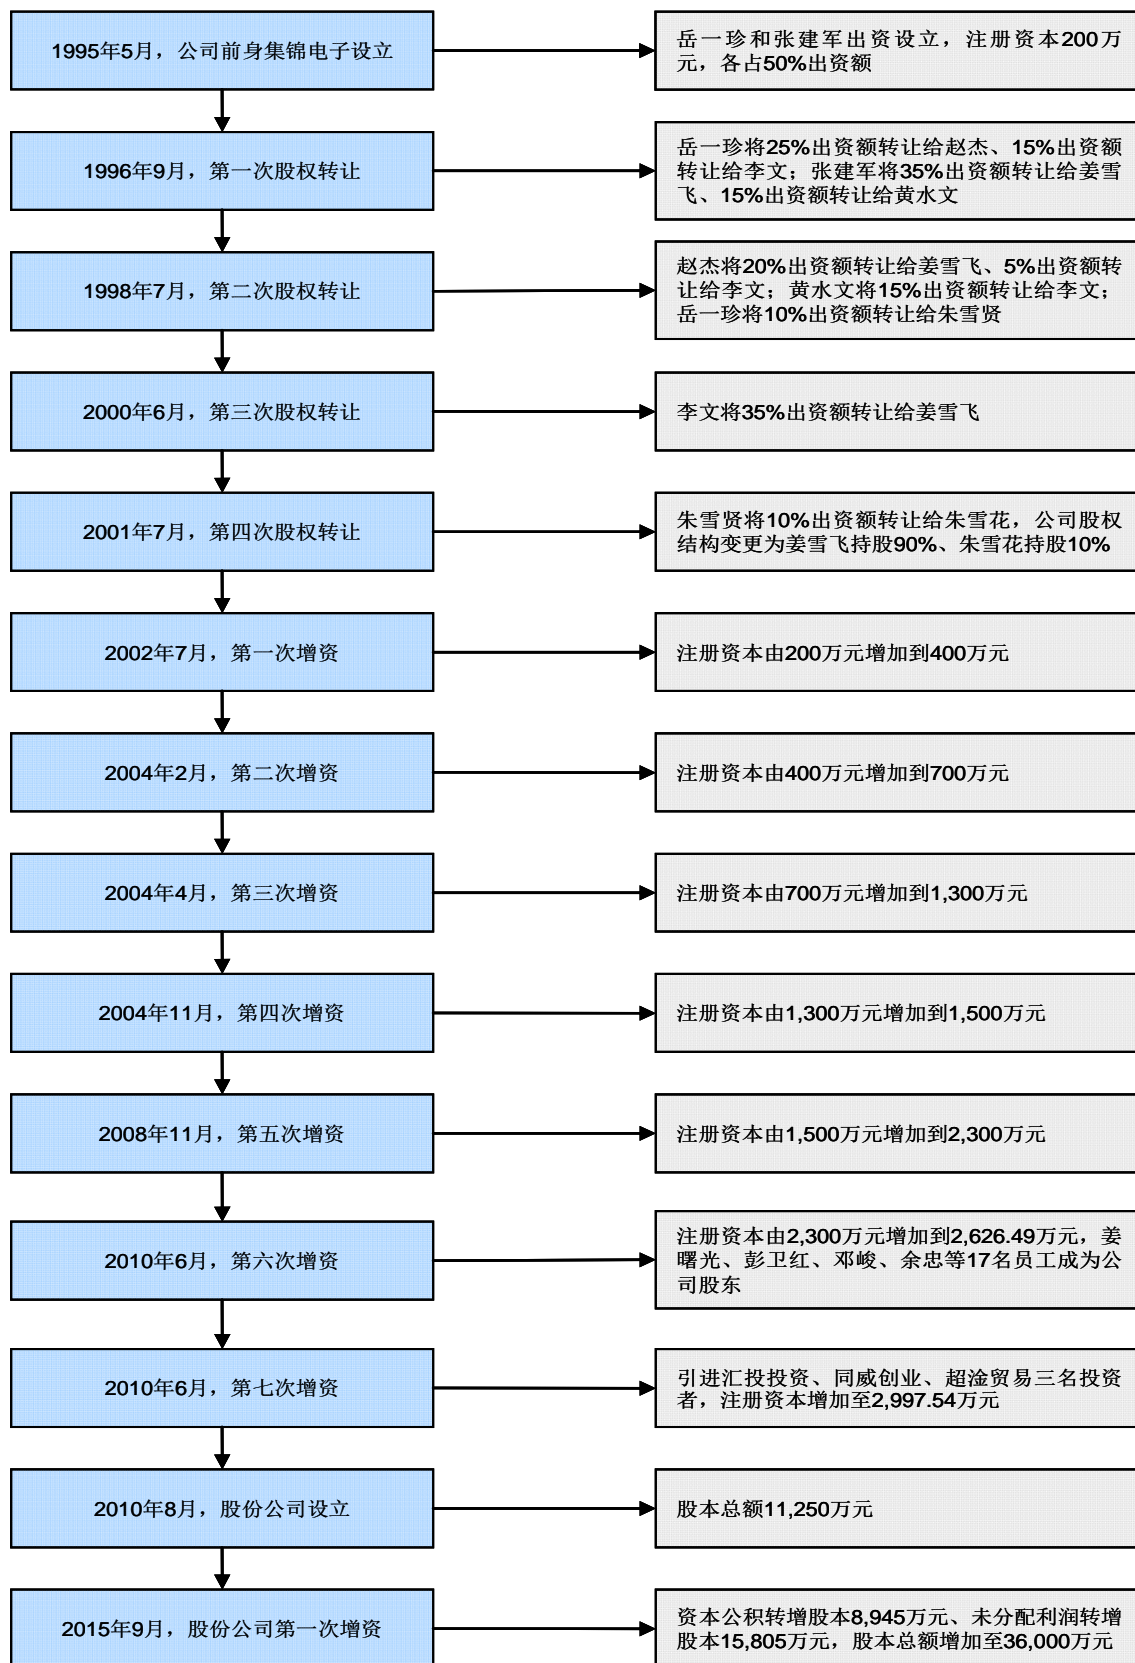 1995年5月，公司前身集锦电子设立
岳一珍和张建军出资设立，注册资本200万
元，各占50%出资额
1996年9月，第一次股权转让
岳一珍将25%出资额转让给赵杰、15%出资额
转让给李文；张建军将35%出资额转让给姜雪
飞、15%出资额转让给黄水文
1998年7月，第二次股权转让
赵杰将20%出资额转让给姜雪飞、5%出资额转
让给李文；黄水文将15%出资额转让给李文；
岳一珍将10%出资额转让给朱雪贤
2000年6月，第三次股权转让
李文将35%出资额转让给姜雪飞
2001年7月，第四次股权转让
朱雪贤将10%出资额转让给朱雪花，公司股权
结构变更为姜雪飞持股90%、朱雪花持股10%
2002年7月，第一次增资
注册资本由200万元增加到400万元
2004年2月，第二次增资
注册资本由400万元增加到700万元
2004年4月，第三次增资
注册资本由700万元增加到1,300万元
2004年11月，第四次增资
注册资本由1,300万元增加到1,500万元
2008年11月，第五次增资
注册资本由1,500万元增加到2,300万元
2010年6月，第六次增资
注册资本由2,300万元增加到2,626.49万元，姜
曙光、彭卫红、邓峻、余忠等17名员工成为公
司股东
2010年6月，第七次增资
引进汇投投资、同威创业、超淦贸易三名投资
者，注册资本增加至2,997.54万元
2010年8月，股份公司设立
股本总额11,250万元
2015年9月，股份公司第一次增资
资本公积转增股本8,945万元、未分配利润转增
股本15,805万元，股本总额增加至36,000万元